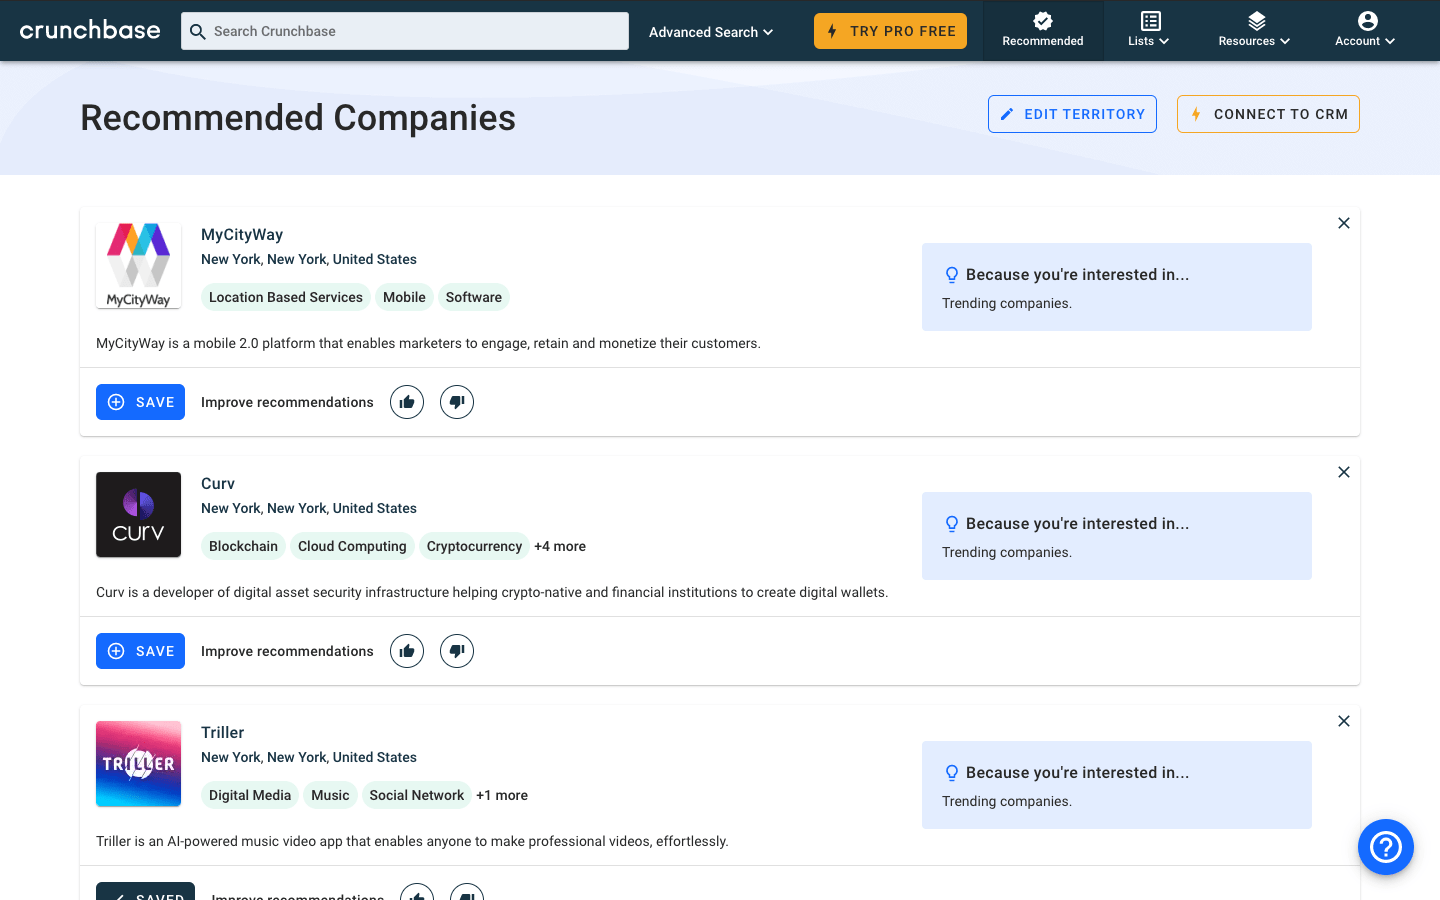 crunchbase
Search Crunchbase
Advanced Search
TRY PRO FREE
Recommended
Lists
Resources
Account
Recommended Companies
EDIT TERRITORY
CONNECT TO CRM
MyCityWay
MyCityWay
New York, New York, United States
Location Based Services
Mobile
Software
Because you're interested in...
Trending companies.
MyCityWay is a mobile 2.0 platform that enables marketers to engage, retain and monetize their customers.
SAVE
Improve recommendations
curv
Curv
New York, New York, United States
Blockchain
Cloud Computing
Cryptocurrency
+4 more
Because you're interested in...
Trending companies.
Curv is a developer of digital asset security infrastructure helping crypto-native and financial institutions to create digital wallets.
SAVE
Improve recommendations
TRILLER
Triller
New York, New York, United States
Digital Media
Music
Social Network
+1 more
Because you're interested in...
Trending companies.
Triller is an AI-powered music video app that enables anyone to make professional videos, effortlessly.
SAVED
Improve recommendations